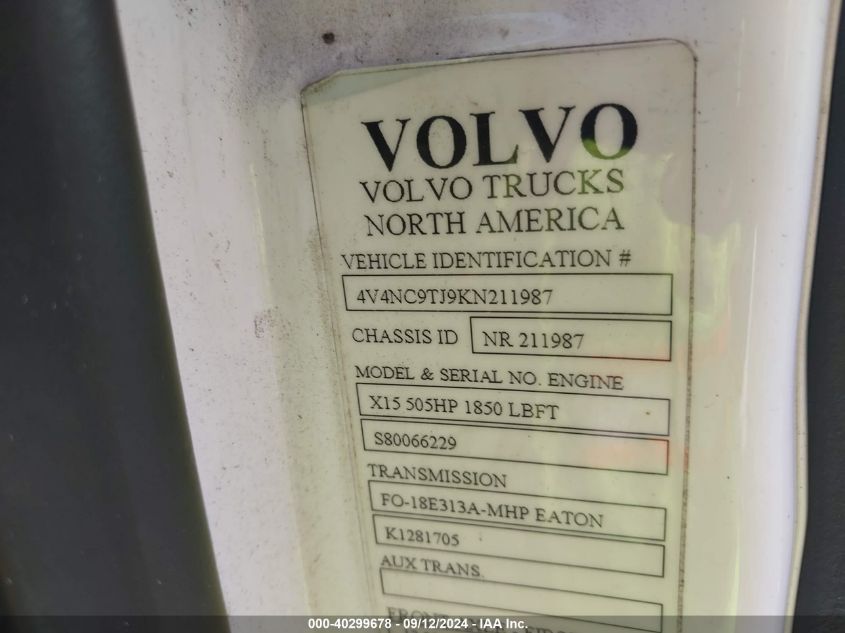 VOLVO
VOLVO TRUCKS
NORTH AMERICA
VEHICLE IDENTIFICATION #
4V4NC9TJ9KN211987
CHASSIS ID NR 211987
MODEL & SERIAL NO. ENGINE
X15 505HP 1850 LBFT
S80066229
TRANSMISSION
FO-18E313A-MHP EATON
K1281705
AUX TRANS.
000-40299678 - 09/12/2024 - IAA Inc.